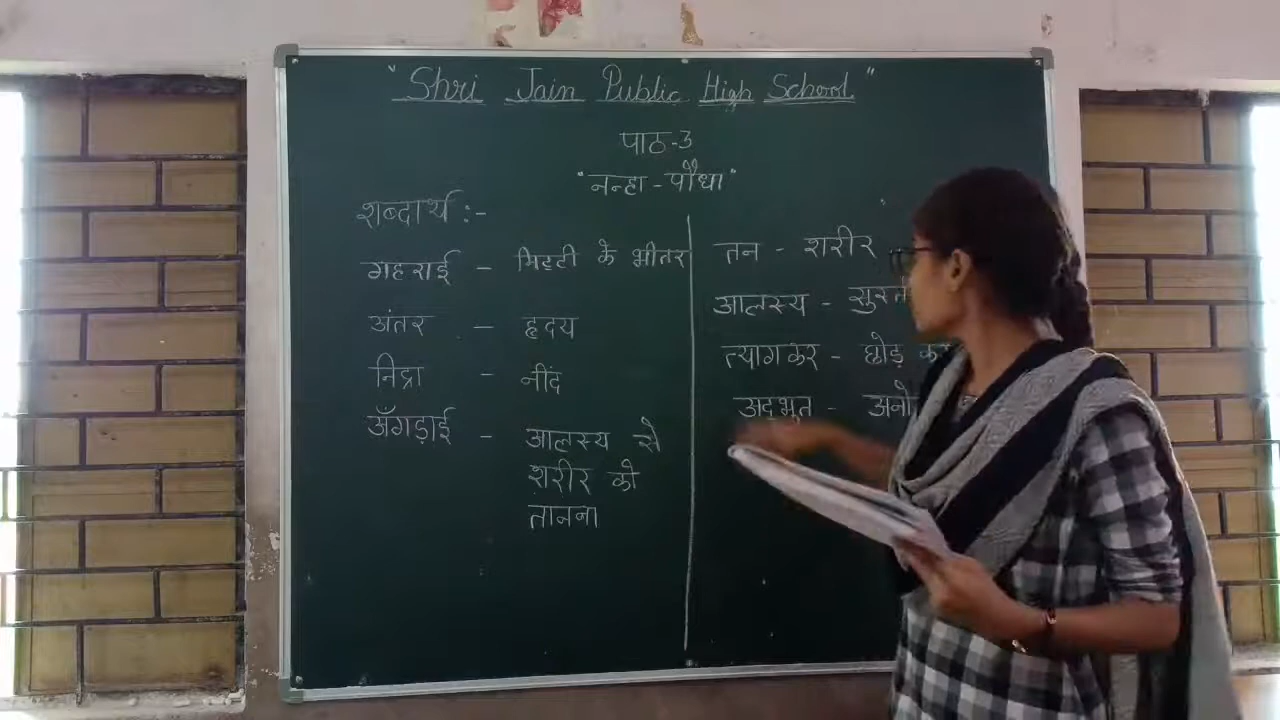 "Shri Jain Public High School"
पाठ-3
"नन्हा-पौधा"
शब्दार्थ :-
गहराई - मिट्टी के भीतर
अंतर - हृदय
निद्रा - नींद
अँगड़ाई - आलस्य से
शरीर को
तानना
तन - शरीर
आलस्य -
त्यागकर - छोड़
अदभूत -